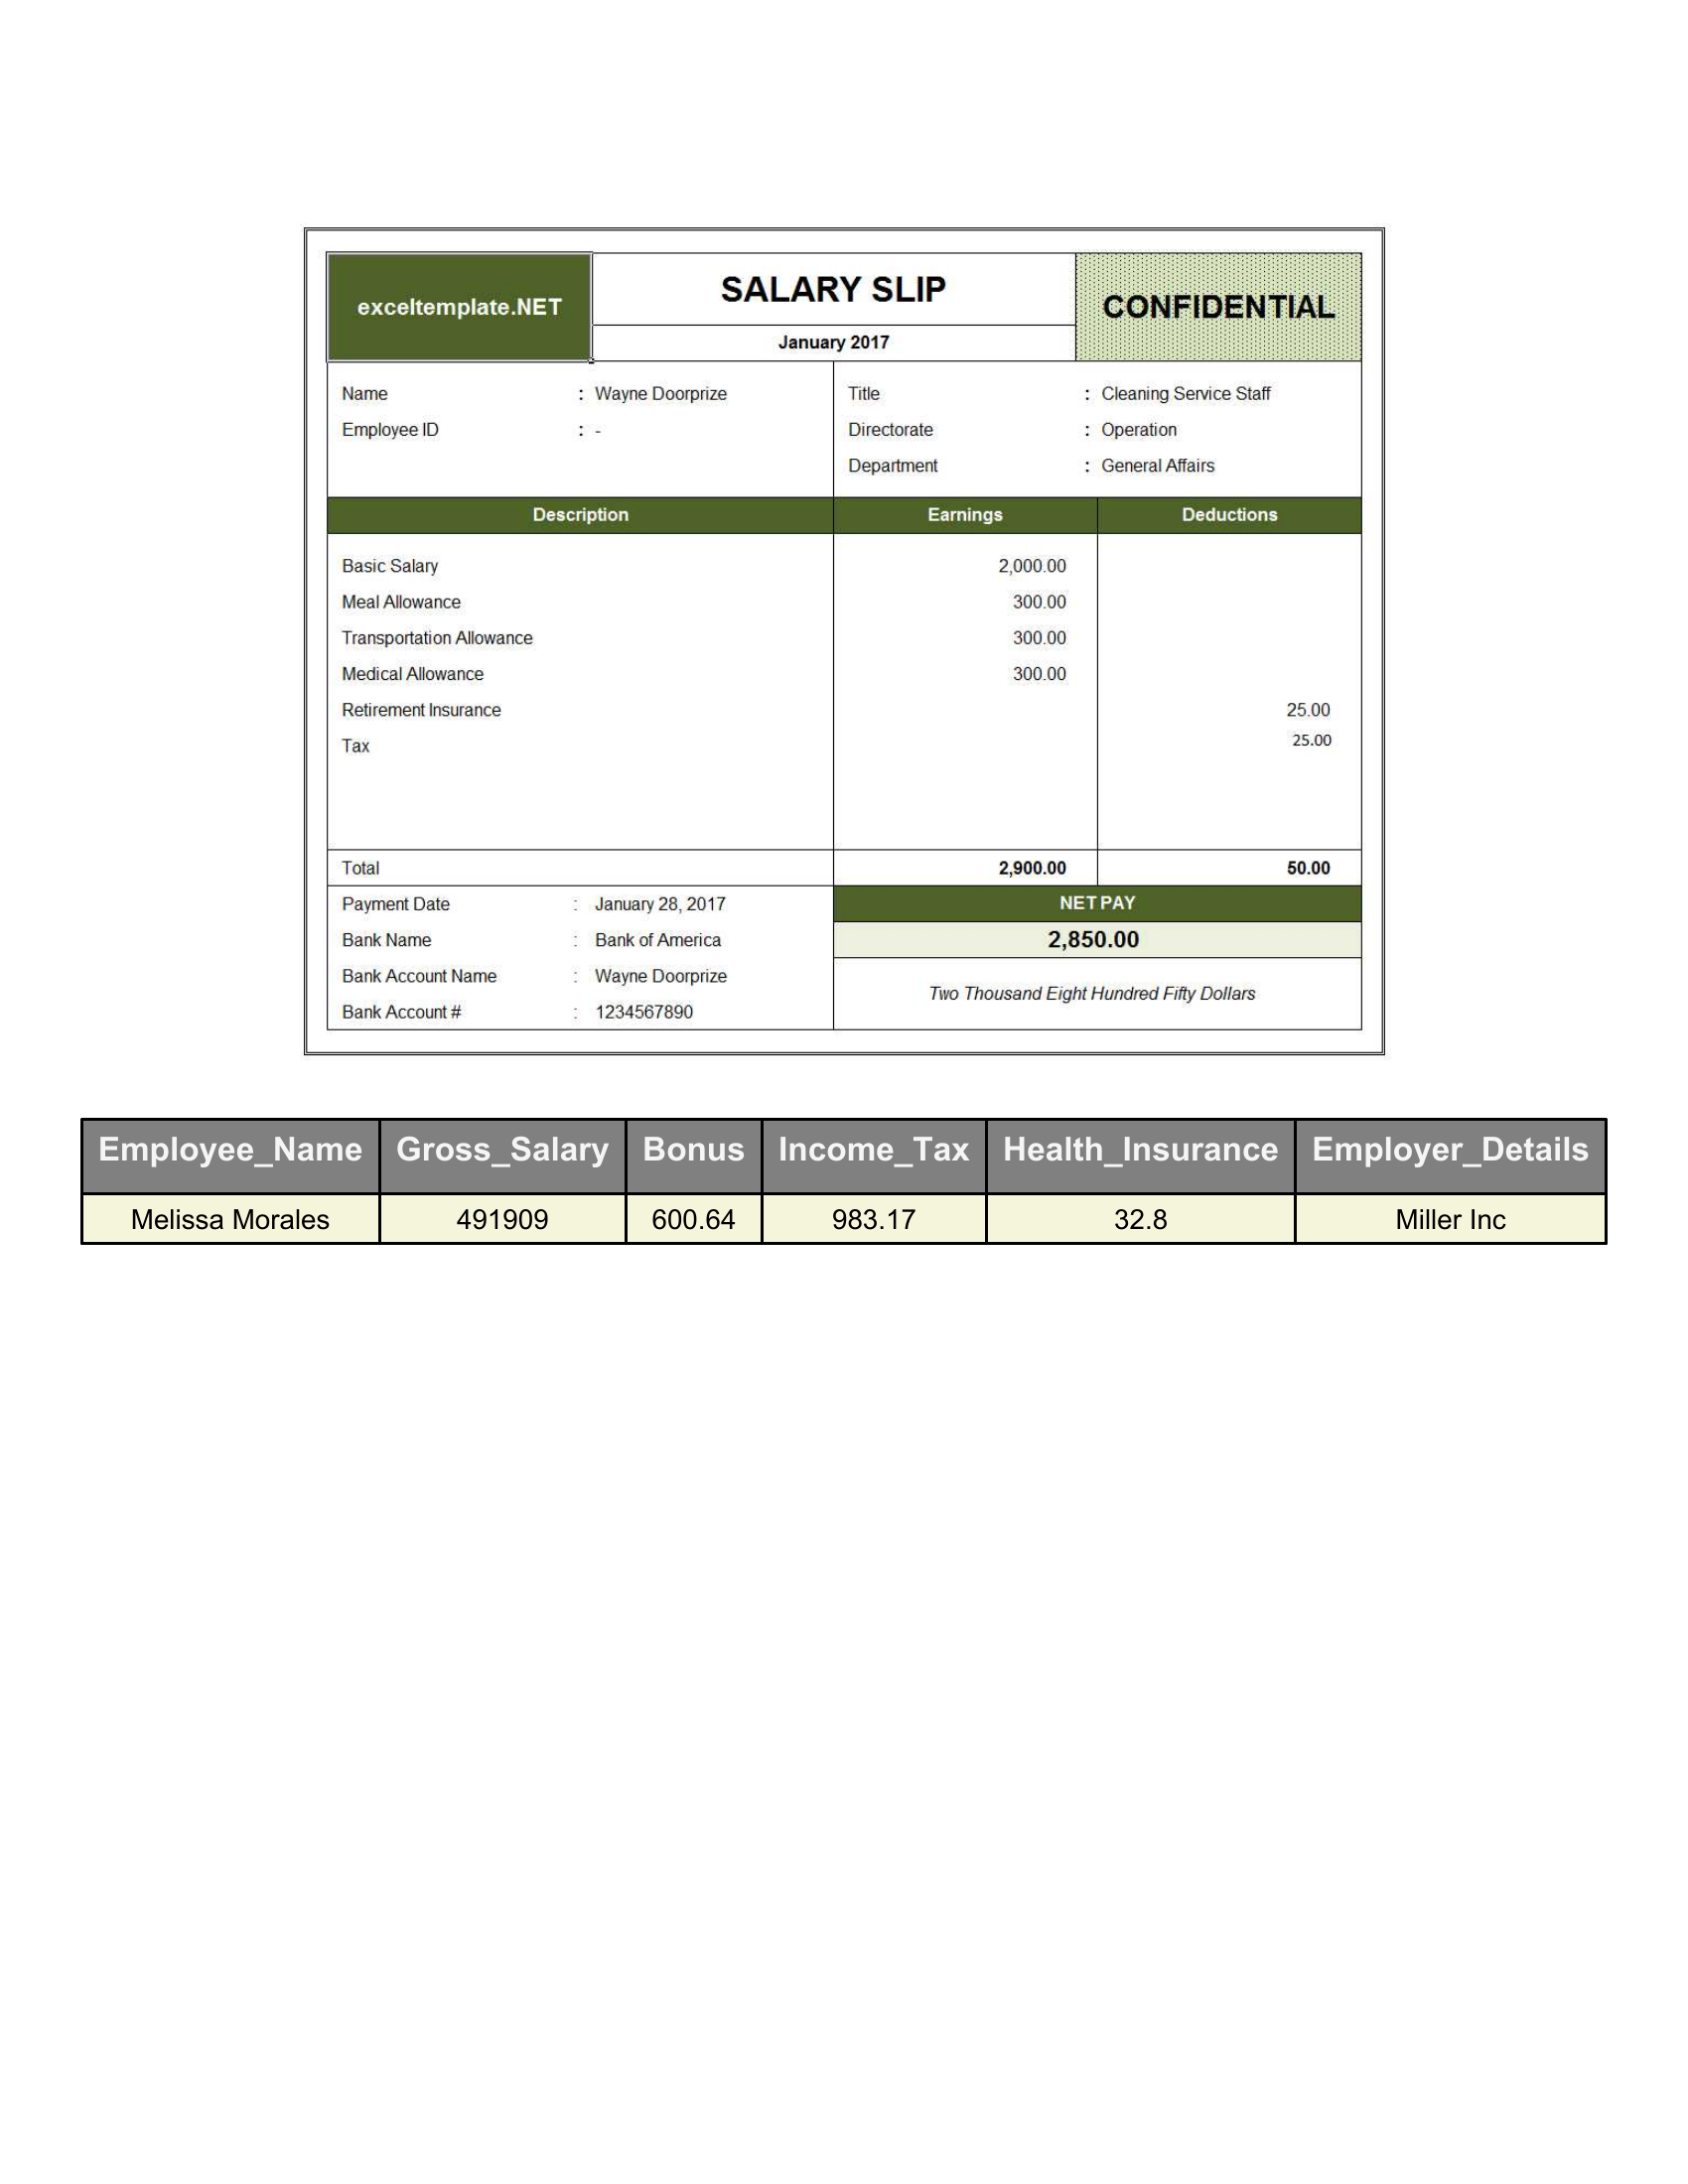 exceltemplate.NET
SALARY SLIP
CONFIDENTIAL
January 2017
Name : Wayne Doorprize Title : Cleaning Service Staff
Employee ID : - Directorate : Operation
Department : General Affairs
Description Earnings Deductions
Basic Salary 2,000.00
Meal Allowance 300.00
Transportation Allowance 300.00
Medical Allowance 300.00
Retirement Insurance 25.00
Tax 25.00
Total 2,900.00 50.00
Payment Date : January 28, 2017 NET PAY
Bank Name : Bank of America 2,850.00
Bank Account Name : Wayne Doorprize
Two Thousand Eight Hundred Fifty Dollars
Bank Account # : 1234567890
Employee_Name Gross_Salary Bonus Income_Tax Health_Insurance Employer_Details
Melissa Morales 491909 600.64 983.17 32.8 Miller Inc